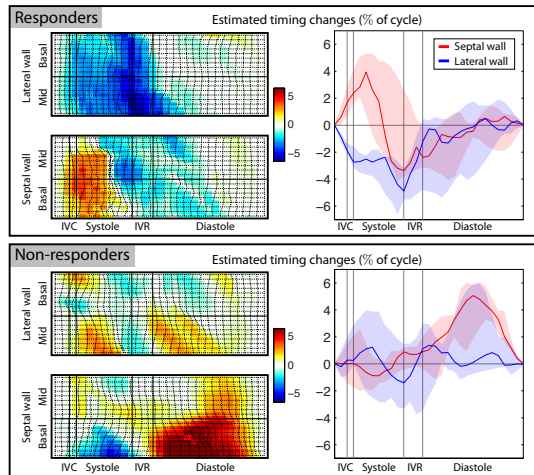 Responders
Estimated timing changes (% of cycle)
Lateral wall
Basal
Mid
Septal wall
Mid
Basal
5
0
−5
IVC Systole IVR Diastole
Septal wall
Lateral wall
6
4
2
0
−2
−4
−6
IVC Systole IVR Diastole
Non-responders
Estimated timing changes (% of cycle)
Lateral wall
Basal
Mid
Septal wall
Mid
Basal
5
0
−5
IVC Systole IVR Diastole
6
4
2
0
−2
−4
−6
IVC Systole IVR Diastole